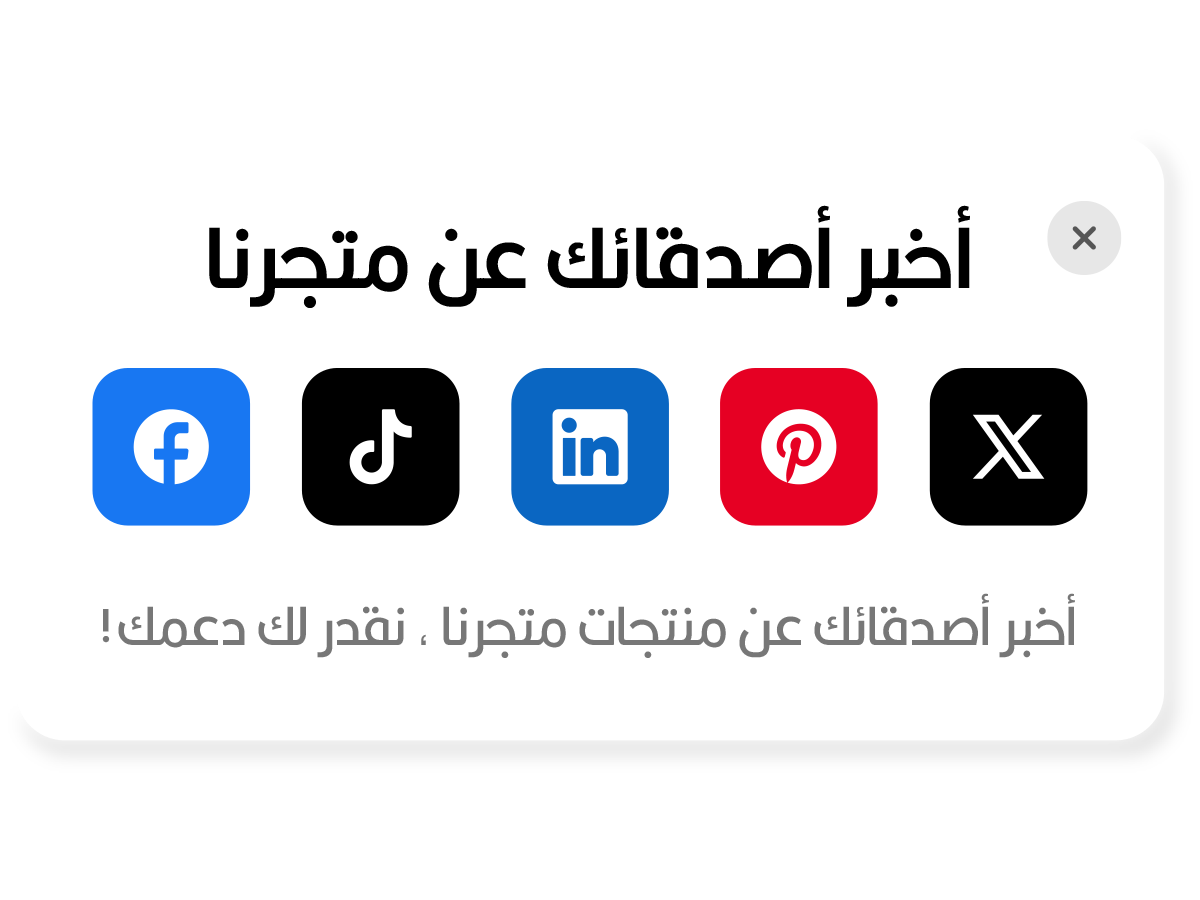 أخبر أصدقائك عن متجرنا
أخبر أصدقائك عن منتجات متجرنا ، نقدر لك دعمك!